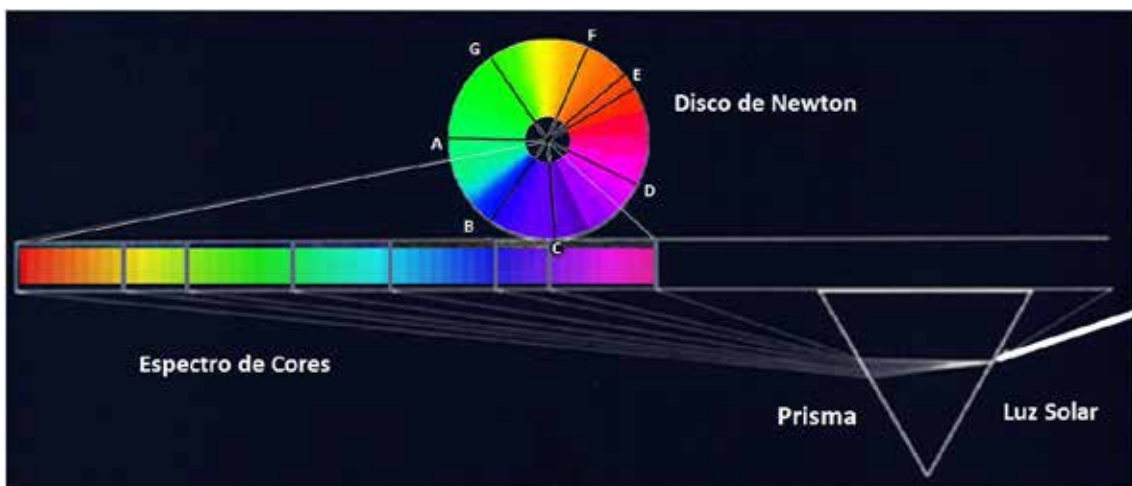 F
G
E
Disco de Newton
A
D
B
C
Espectro de Cores
Prisma
Luz Solar